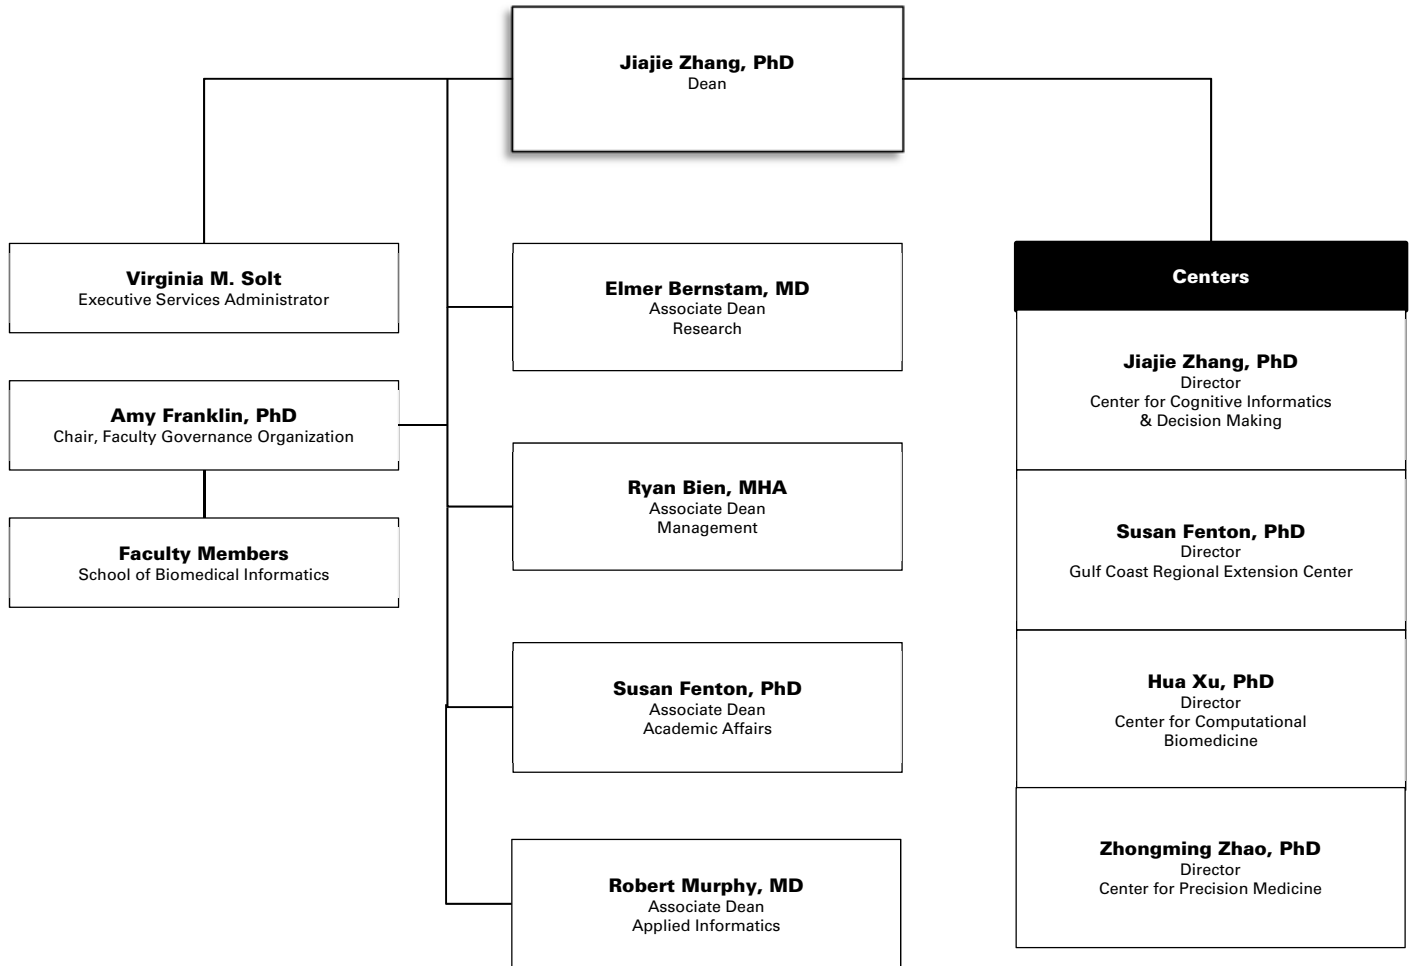 Jiajie Zhang, PhD
Dean
Virginia M. Solt
Executive Services Administrator
Amy Franklin, PhD
Chair, Faculty Governance Organization
Faculty Members
School of Biomedical Informatics
Elmer Bernstam, MD
Associate Dean
Research
Ryan Bien, MHA
Associate Dean
Management
Susan Fenton, PhD
Associate Dean
Academic Affairs
Robert Murphy, MD
Associate Dean
Applied Informatics
Centers
Jiajie Zhang, PhD
Director
Center for Cognitive Informatics
& Decision Making
Susan Fenton, PhD
Director
Gulf Coast Regional Extension Center
Hua Xu, PhD
Director
Center for Computational
Biomedicine
Zhongming Zhao, PhD
Director
Center for Precision Medicine